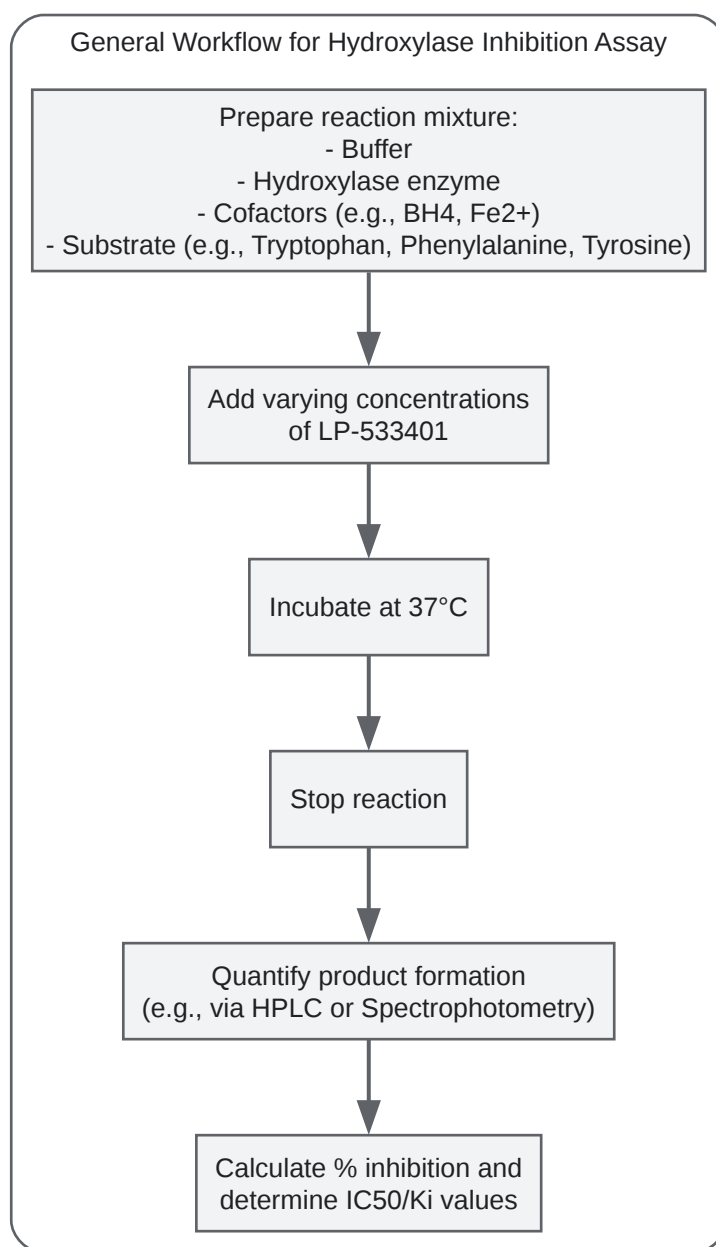 General Workflow for Hydroxylase Inhibition Assay
Prepare reaction mixture:
- Buffer
- Hydroxylase enzyme
- Cofactors (e.g., BH4, Fe2+)
- Substrate (e.g., Tryptophan, Phenylalanine, Tyrosine)
Add varying concentrations
of LP-533401
Incubate at 37°C
Stop reaction
Quantify product formation
(e.g., via HPLC or Spectrophotometry)
Calculate % inhibition and
determine IC50/Ki values